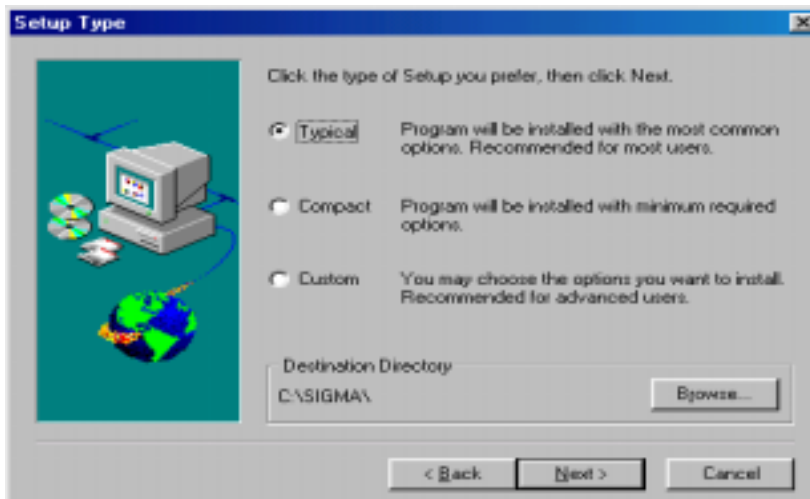 Setup Type
Click the type of Setup you prefer, then click Next.
Typical Program will be installed with the most common
options. Recommended for most users.
Compact Program will be installed with minimum required
options.
Custom You may choose the options you want to install.
Recommended for advanced users.
Destination Directory
C:\SIGMA\
Browse...
< Back Next > Cancel